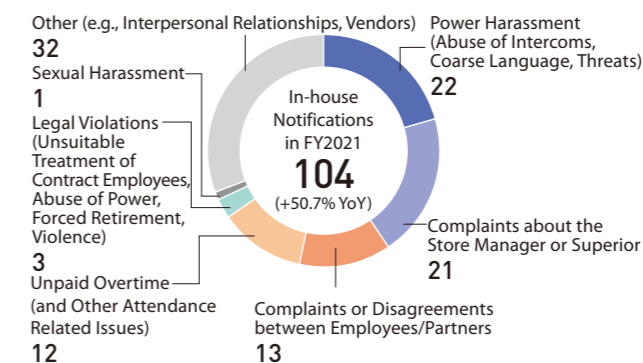 Other (e.g., Interpersonal Relationships, Vendors)
32
Sexual Harassment
1
Legal Violations
(Unsuitable
Treatment of
Contract Employees,
Abuse of Power,
Forced Retirement,
Violence)
3
Unpaid Overtime
(and Other Attendance
Related Issues)
12
In-house
Notifications
in FY2021
104
(+50.7% YoY)
Power Harassment
(Abuse of Intercoms,
Coarse Language, Threats)
22
Complaints about the
Store Manager or Superior
21
Complaints or Disagreements
between Employees/Partners
13